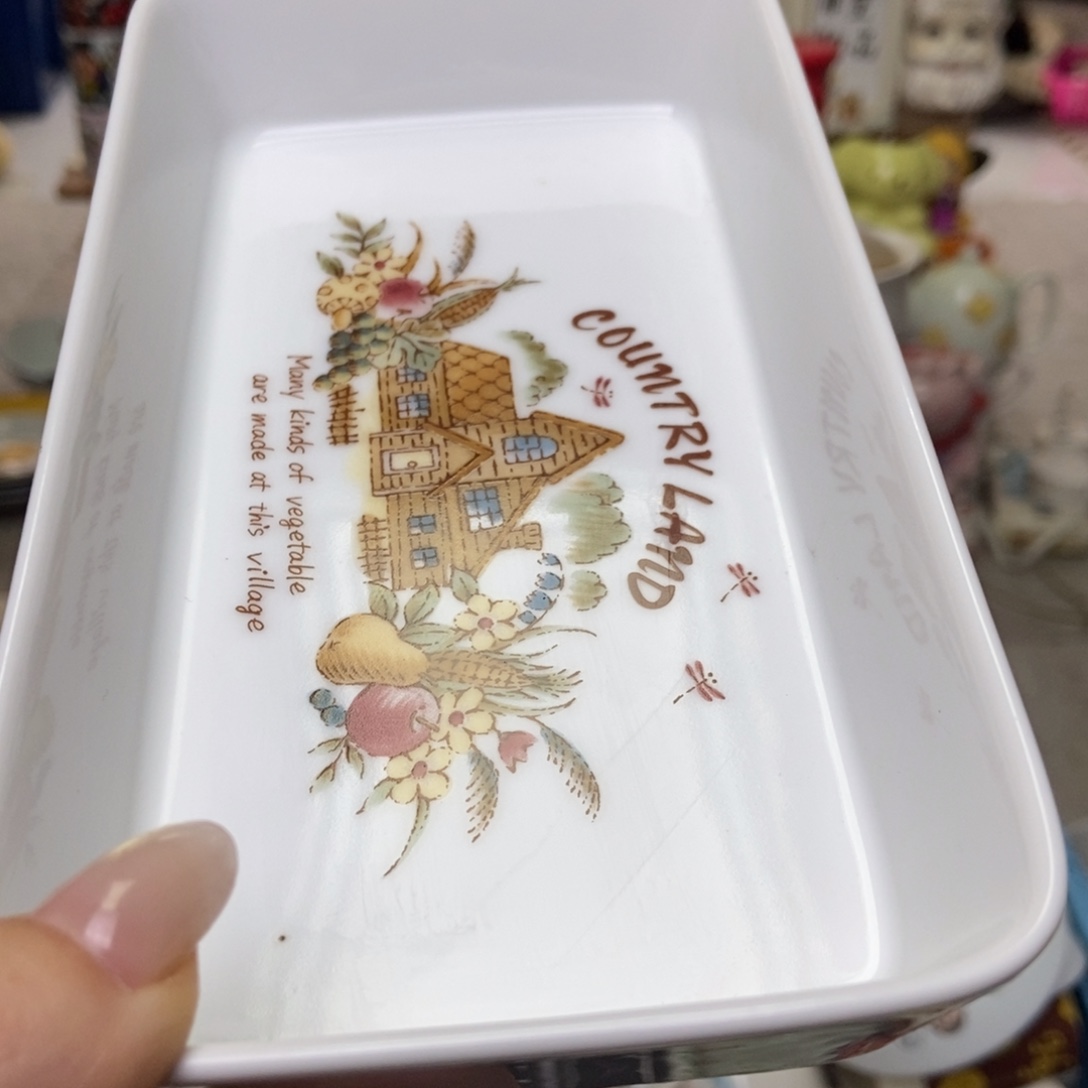 COUNTRY LAND
Many kinds of vegetable
are made at this village